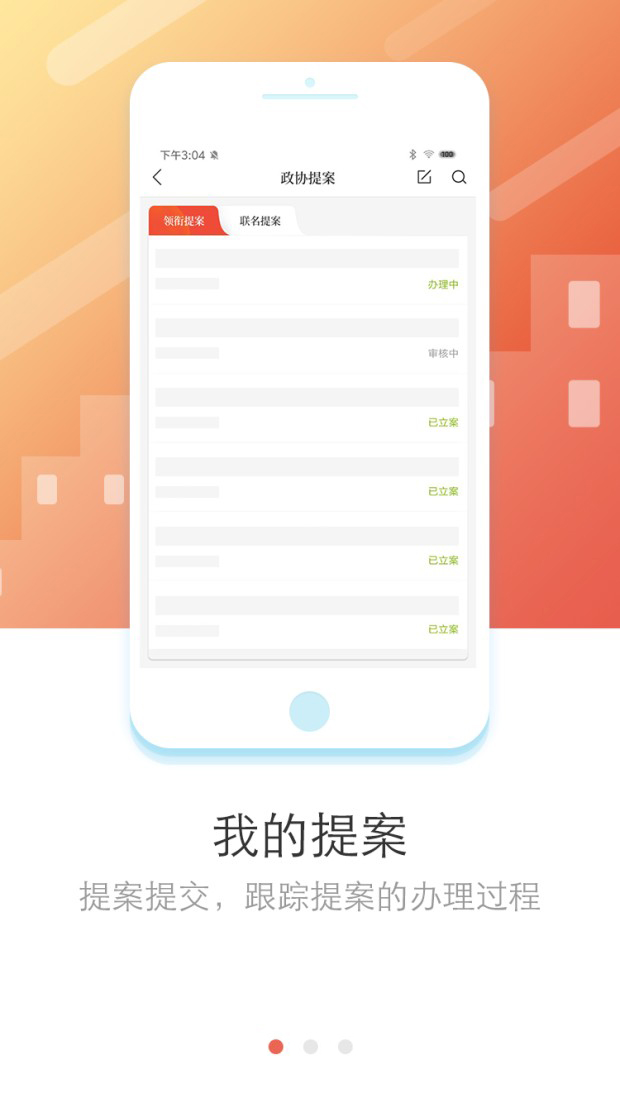 下午3:04
100
政协提案
领衔提案
联名提案
办理中
审核中
已立案
已立案
已立案
已立案
我的提案
提案提交，跟踪提案的办理过程